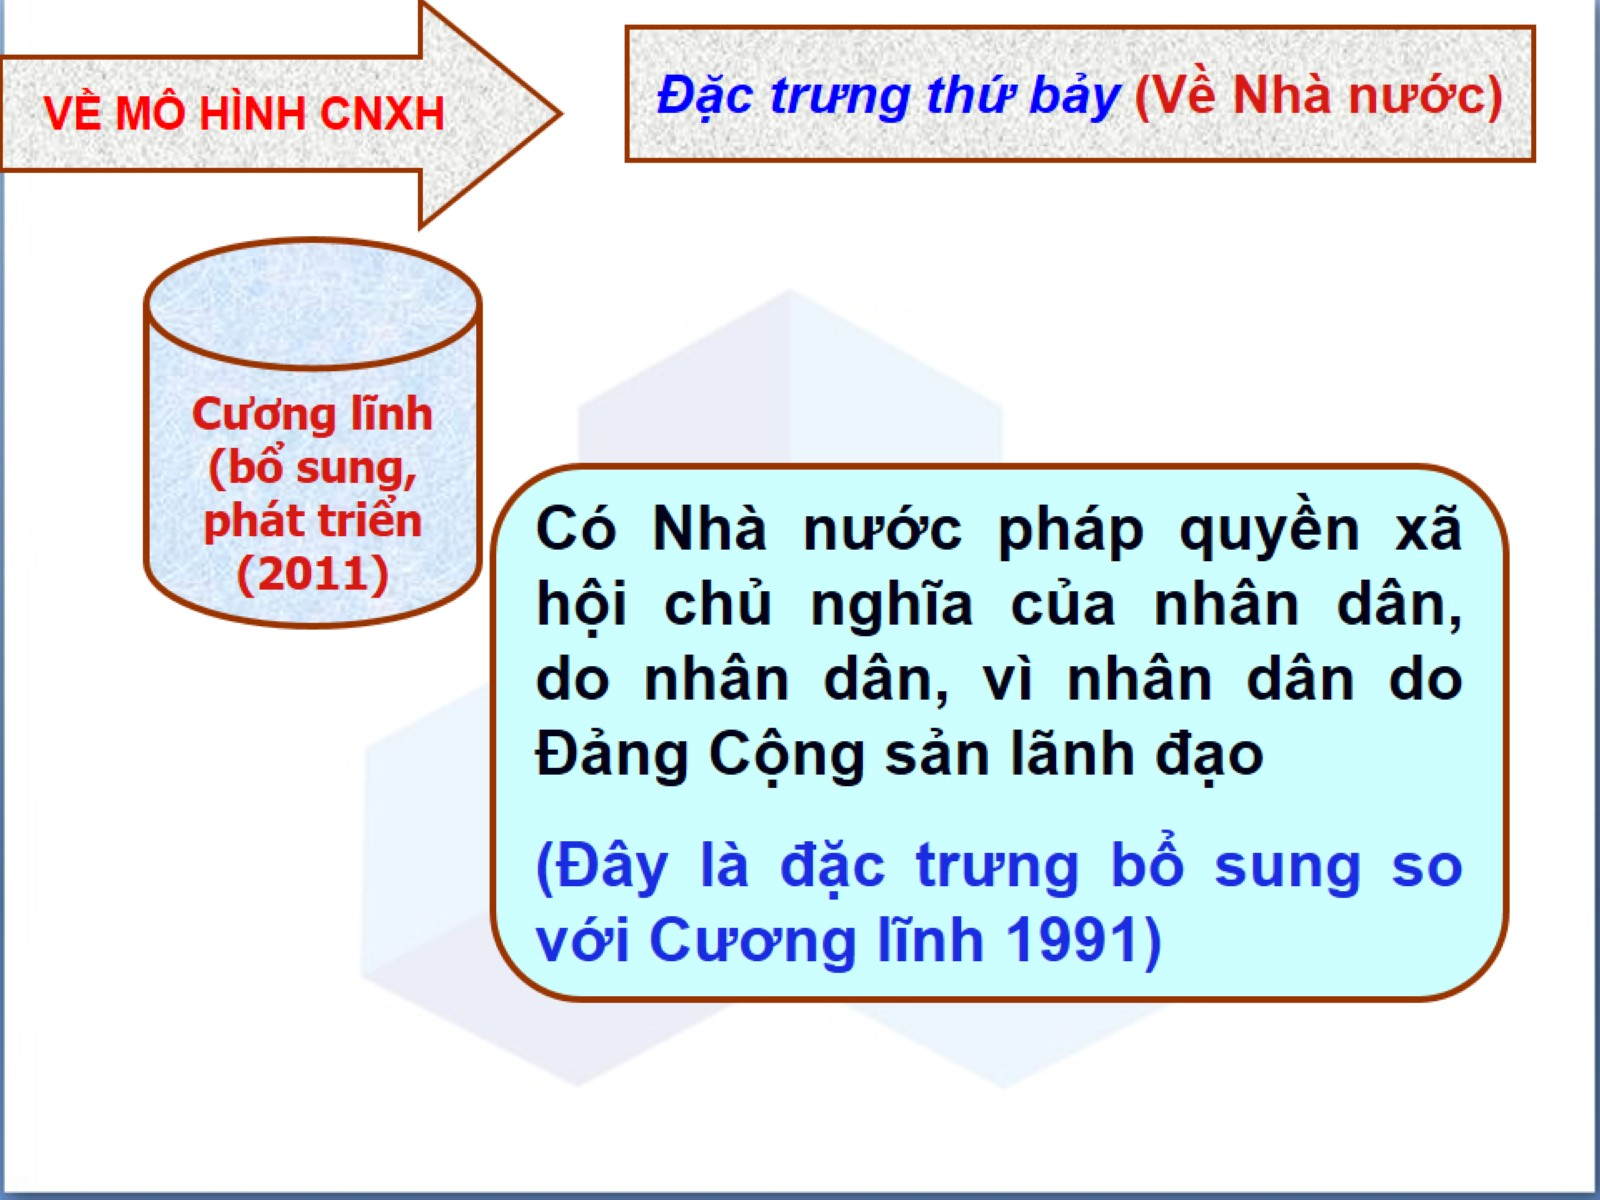 VỀ MÔ HÌNH CNXH
Đặc trưng thứ bảy (Về Nhà nước)
Cương lĩnh
(bổ sung,
phát triển
(2011)
Có Nhà nước pháp quyền xã
hội chủ nghĩa của nhân dân,
do nhân dân, vì nhân dân do
Đảng Cộng sản lãnh đạo
(Đây là đặc trưng bổ sung so
với Cương lĩnh 1991)